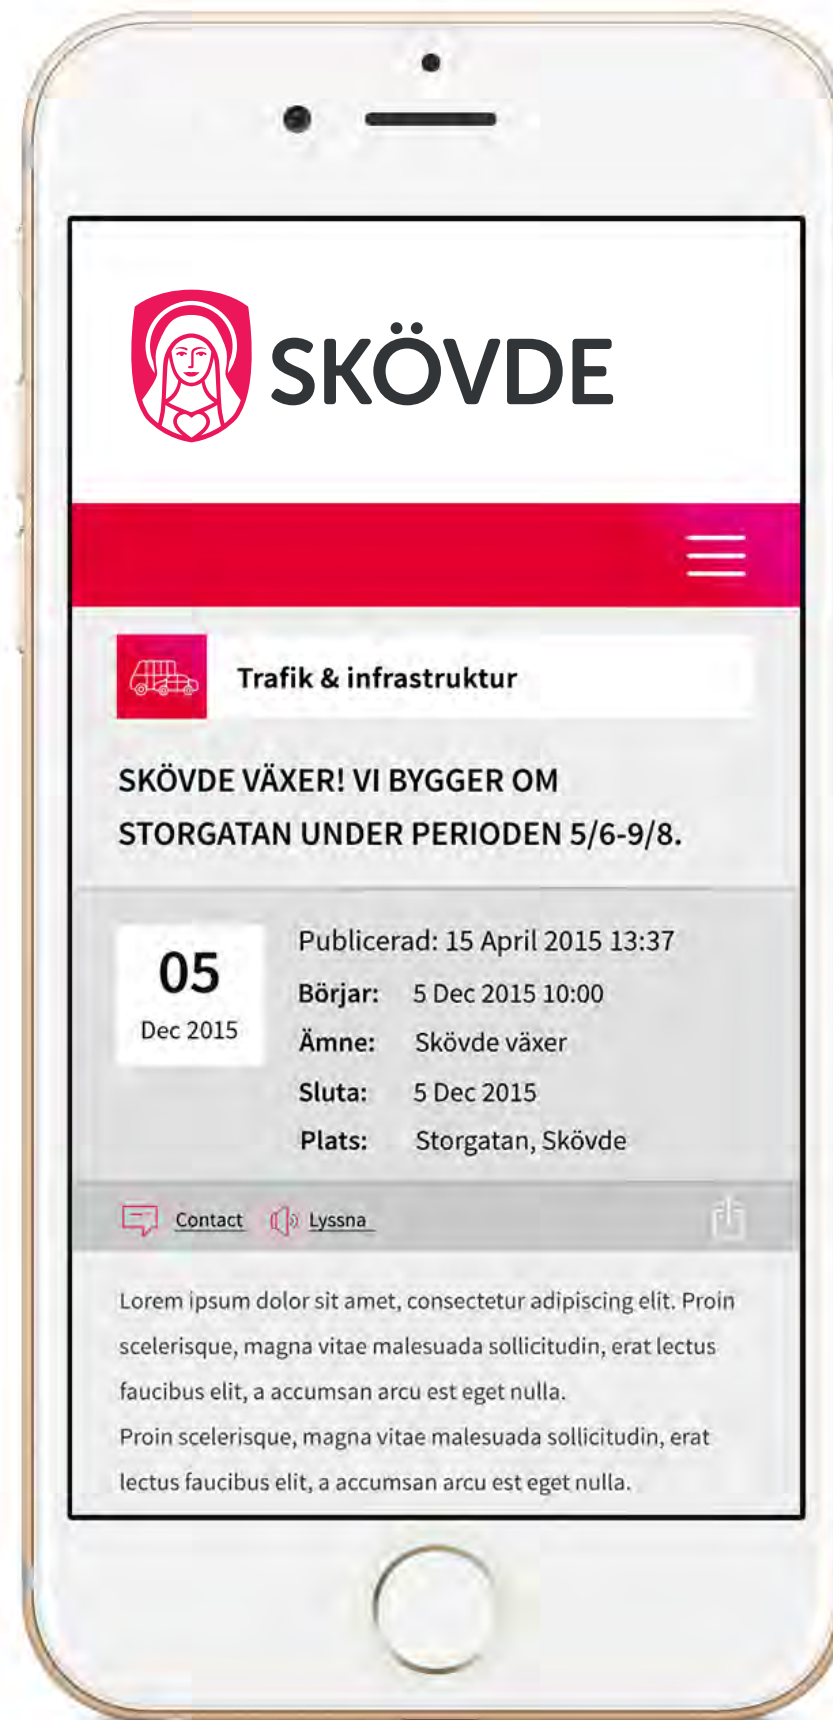 SKÖVDE
Trafik & infrastruktur
SKÖVDE VÄXER! VI BYGGER OM
STORGATAN UNDER PERIODEN 5/6-9/8.
05
Dec 2015
Publicerad: 15 April 2015 13:37
Börjar: 5 Dec 2015 10:00
Ämne: Skövde växer
Sluta: 5 Dec 2015
Plats: Storgatan, Skövde
Contact Lyssna
Lorem ipsum dolor sit amet, consectetur adipiscing elit. Proin
scelerisque, magna vitae malesuada sollicitudin, erat lectus
faucibus elit, a accumsan arcu est eget nulla.
Proin scelerisque, magna vitae malesuada sollicitudin, erat
lectus faucibus elit, a accumsan arcu est eget nulla.